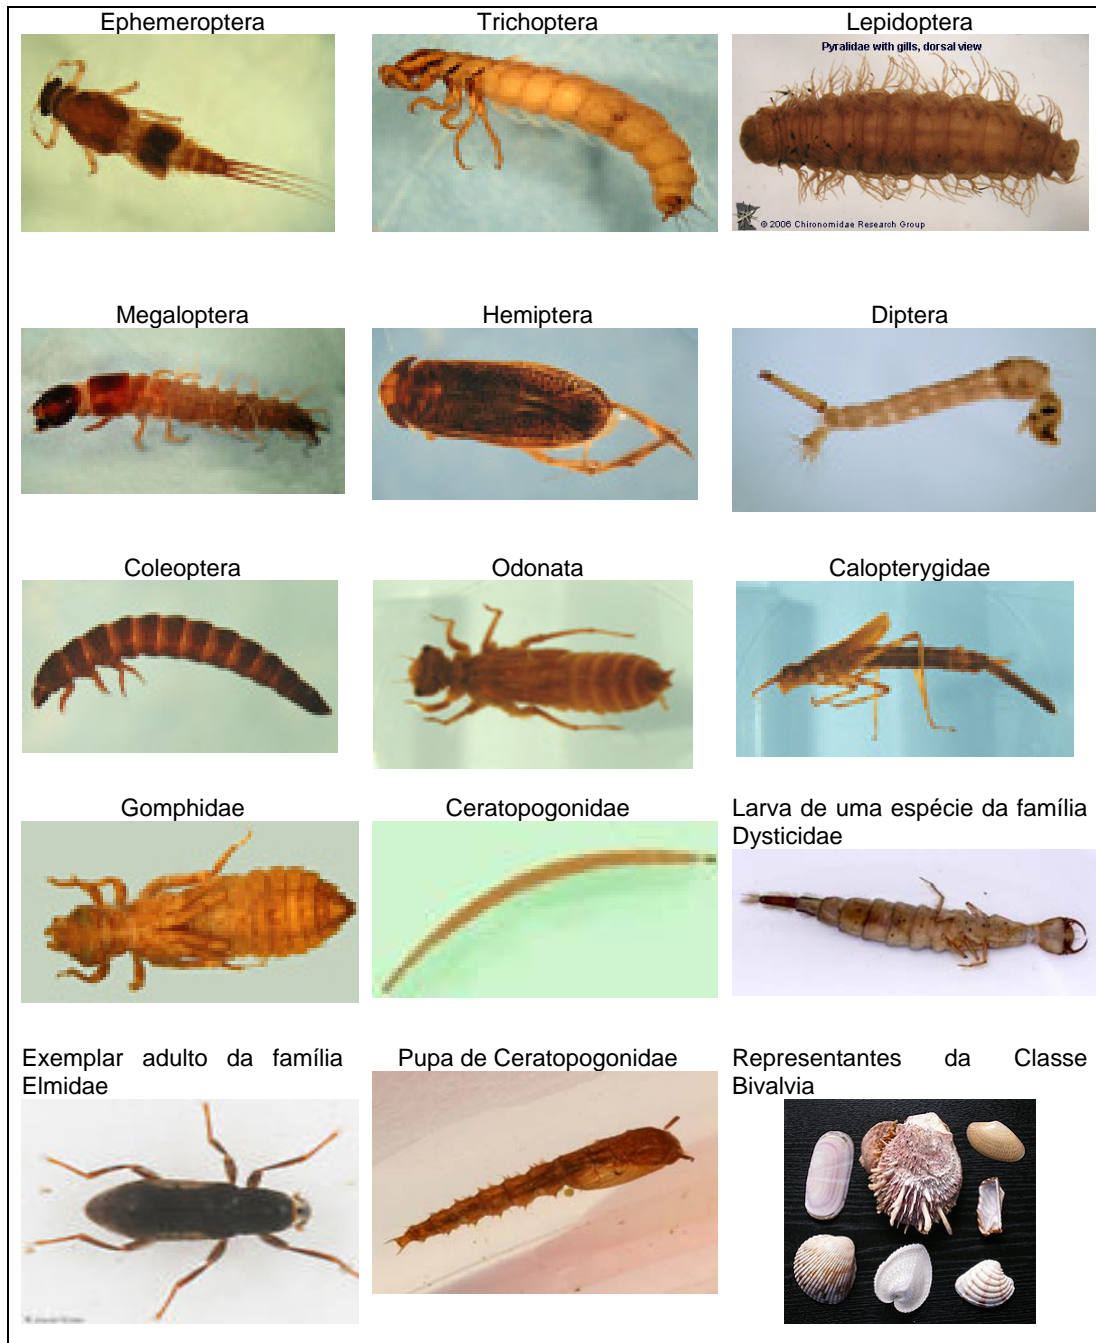 Ephemeroptera
Trichoptera
Lepidoptera
Pyralidae with gills, dorsal view
© 2006 Chironomidae Research Group
Megaloptera
Hemiptera
Diptera
Coleoptera
Odonata
Calopterygidae
Gomphidae
Ceratopogonidae
Larva de uma espécie da família
Dysticidae
Exemplar adulto da família
Elmidae
Pupa de Ceratopogonidae
Representantes da Classe
Bivalvia